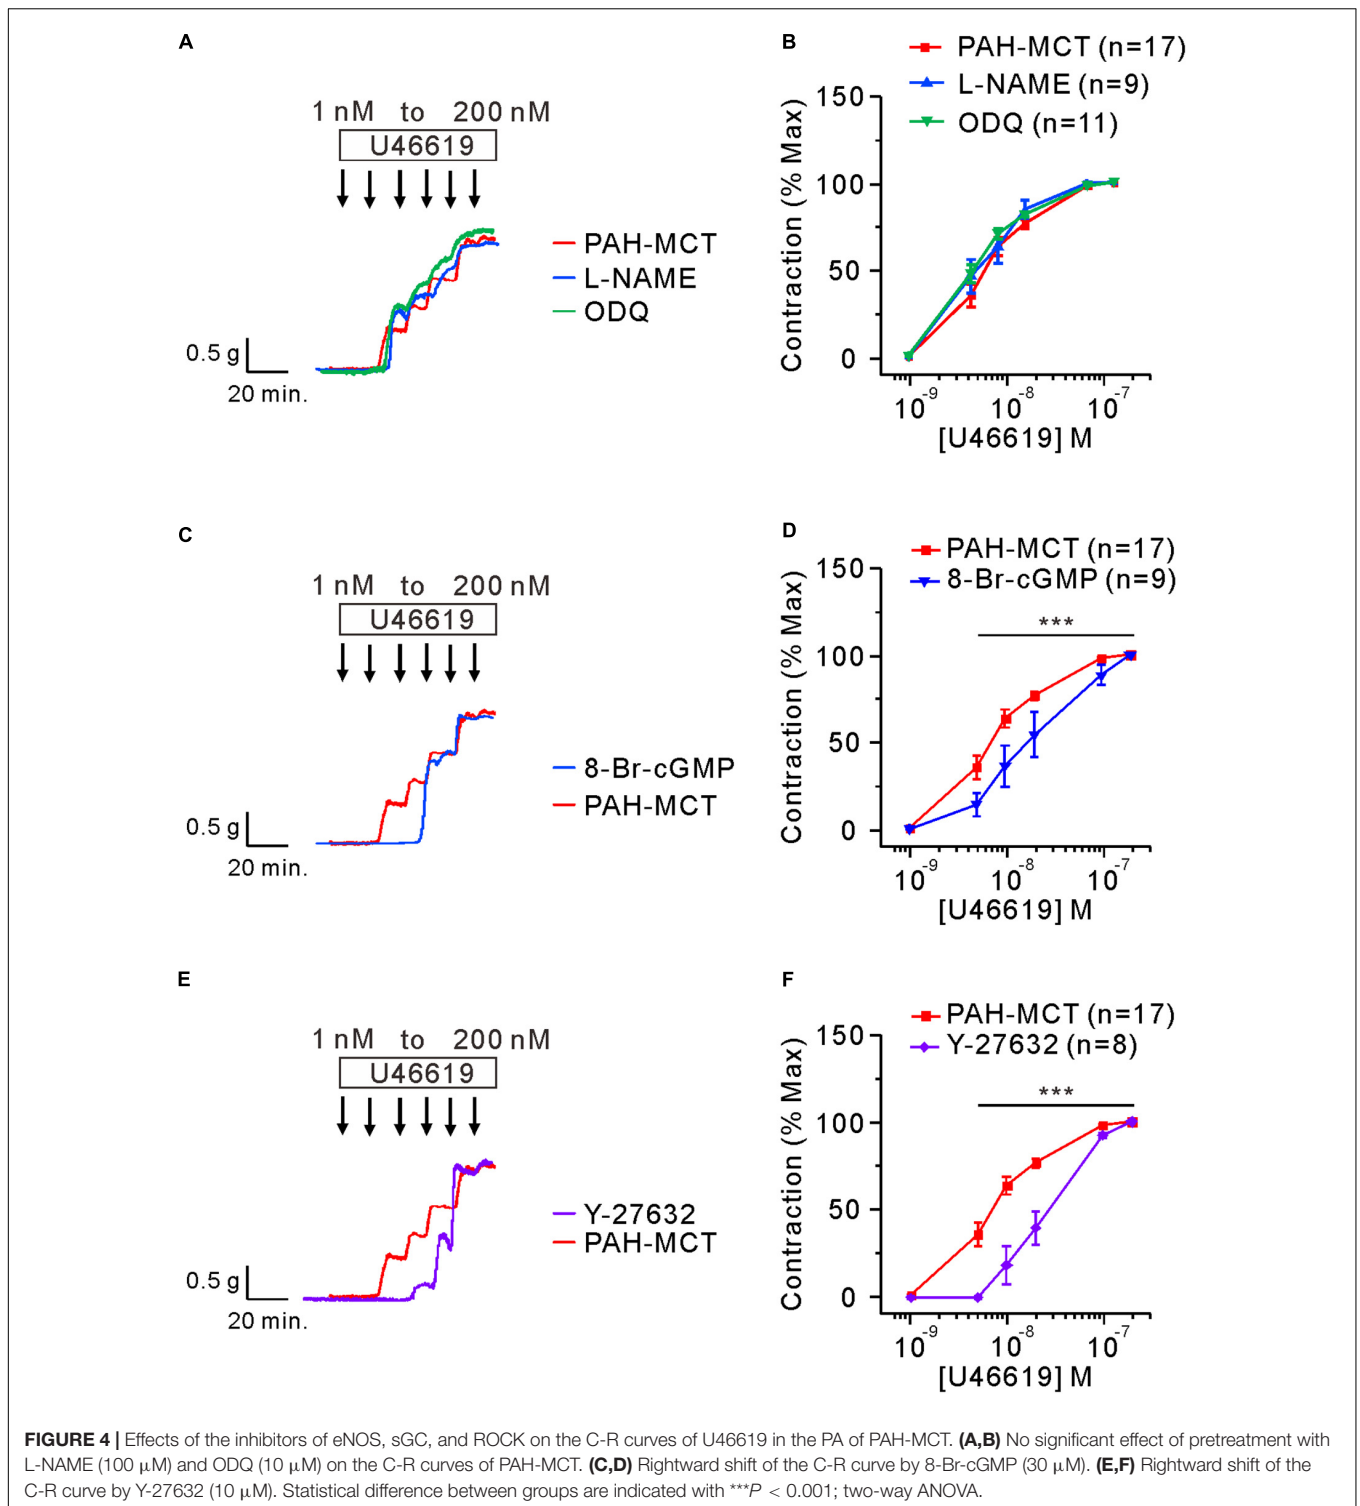 A
1 nM to 200 nM
U46619
PAH-MCT
L-NAME
ODQ
0.5 g
20 min.
B
PAH-MCT (n=17)
L-NAME (n=9)
ODQ (n=11)
Contraction (% Max)
150
100
50
0
10⁻⁹ 10⁻⁸ 10⁻⁷
[U46619] M
C
1 nM to 200 nM
U46619
8-Br-cGMP
PAH-MCT
0.5 g
20 min.
D
PAH-MCT (n=17)
8-Br-cGMP (n=9)
***
Contraction (% Max)
150
100
50
0
10⁻⁹ 10⁻⁸ 10⁻⁷
[U46619] M
E
1 nM to 200 nM
U46619
Y-27632
PAH-MCT
0.5 g
20 min.
F
PAH-MCT (n=17)
Y-27632 (n=8)
***
Contraction (% Max)
150
100
50
0
10⁻⁹ 10⁻⁸ 10⁻⁷
[U46619] M
FIGURE 4 | Effects of the inhibitors of eNOS, sGC, and ROCK on the C-R curves of U46619 in the PA of PAH-MCT. (A,B) No significant effect of pretreatment with
L-NAME (100 μM) and ODQ (10 μM) on the C-R curves of PAH-MCT. (C,D) Rightward shift of the C-R curve by 8-Br-cGMP (30 μM). (E,F) Rightward shift of the
C-R curve by Y-27632 (10 μM). Statistical difference between groups are indicated with ***P < 0.001; two-way ANOVA.